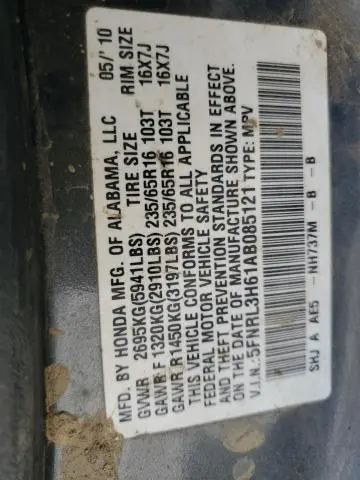 MFD. BY HONDA MFG. OF ALABAMA, LLC 05/'10
TIRE SIZE RIM SIZE
GVWR 2695KG(5941LBS)
GAWR F 1320KG(2910LBS) 235/65R16 103T 16X7J
GAWR R1450KG(3197LBS) 235/65R16 103T 16X7J
THIS VEHICLE CONFORMS TO ALL APPLICABLE
FEDERAL MOTOR VEHICLE SAFETY
AND THEFT PREVENTION STANDARDS IN EFFECT
ON THE DATE OF MANUFACTURE SHOWN ABOVE.
V.I.N.:5FNRL3H61AB085121 TYPE: MPV
SHJ A AE5 - NH737M - B - B